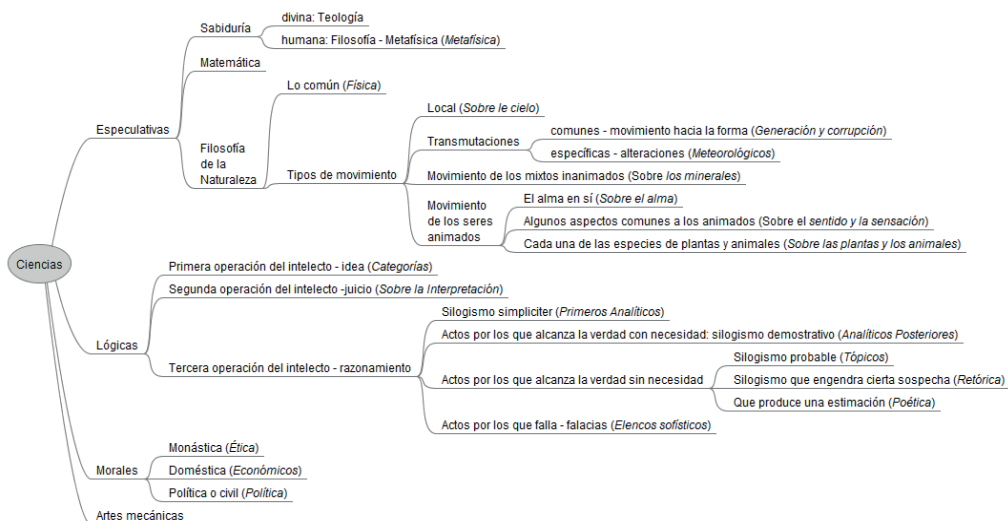 Ciencias
Especulativas
Sabiduría
divina: Teología
humana: Filosofía - Metafísica (Metafísica)
Matemática
Filosofía
de la
Naturaleza
Lo común (Física)
Tipos de movimiento
Local (Sobre le cielo)
Transmutaciones
comunes - movimiento hacia la forma (Generación y corrupción)
específicas - alteraciones (Meteorológicos)
Movimiento de los mixtos inanimados (Sobre los minerales)
Movimiento
de los seres
animados
El alma en sí (Sobre el alma)
Algunos aspectos comunes a los animados (Sobre el sentido y la sensación)
Cada una de las especies de plantas y animales (Sobre las plantas y los animales)
Lógicas
Primera operación del intelecto - idea (Categorías)
Segunda operación del intelecto -juicio (Sobre la Interpretación)
Tercera operación del intelecto - razonamiento
Silogismo simpliciter (Primeros Analíticos)
Actos por los que alcanza la verdad con necesidad: silogismo demostrativo (Analíticos Posteriores)
Actos por los que alcanza la verdad sin necesidad
Silogismo probable (Tópicos)
Silogismo que engendra cierta sospecha (Retórica)
Que produce una estimación (Poética)
Actos por los que falla - falacias (Elencos sofísticos)
Morales
Monástica (Ética)
Doméstica (Económicos)
Política o civil (Política)
Artes mecánicas